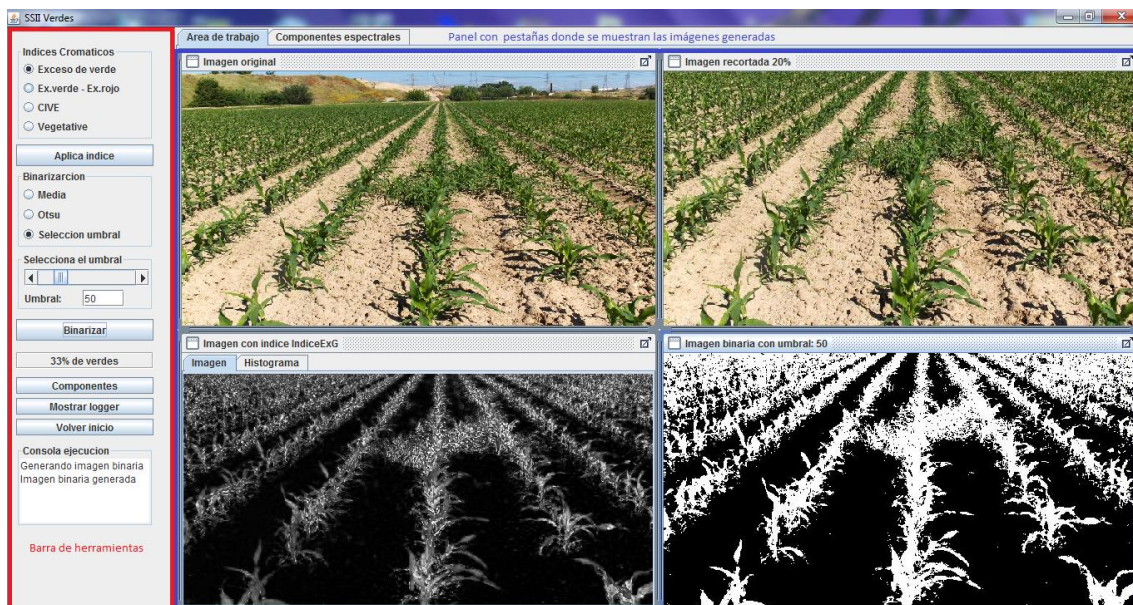 SSII Verdes
Indices Cromaticos
Exceso de verde
Ex.verde - Ex.rojo
CIVE
Vegetative
Aplica indice
Binarizarcion
Media
Otsu
Seleccion umbral
Selecciona el umbral
Umbral: 50
Binarizar
33% de verdes
Componentes
Mostrar logger
Volver inicio
Consola ejecucion
Generando imagen binaria
Imagen binaria generada
Barra de herramientas
Area de trabajo Componentes espectrales Panel con pestañas donde se muestran las imágenes generadas
Imagen original
Imagen recortada 20%
Imagen con indice IndiceExG
Imagen Histograma
Imagen binaria con umbral: 50